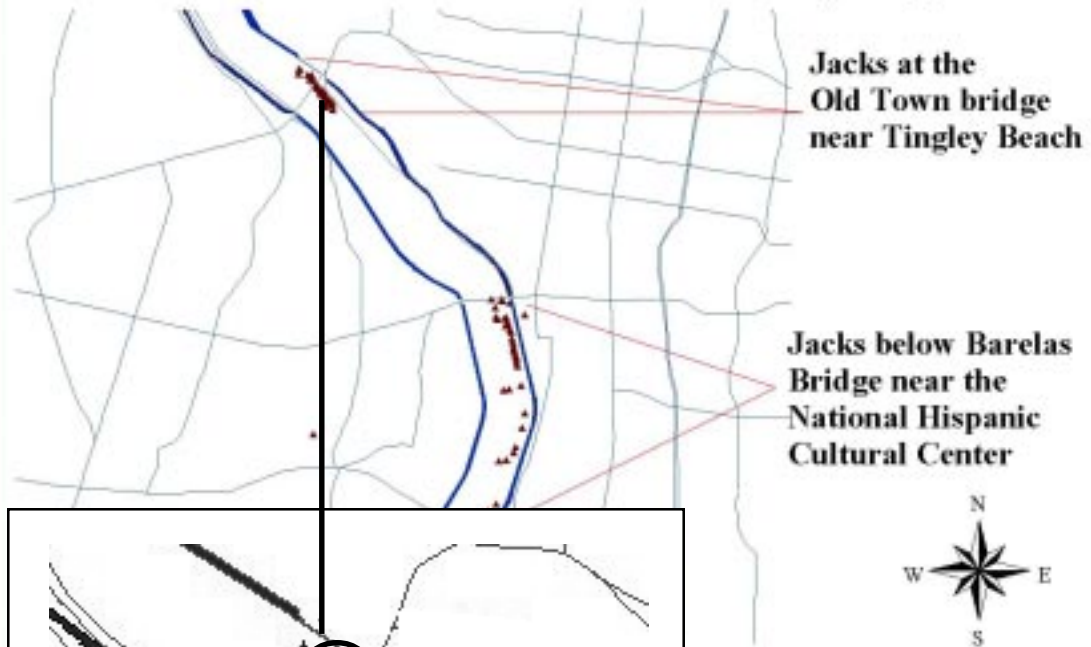 Jacks at the
Old Town bridge
near Tingley Beach
Jacks below Barelas
Bridge near the
National Hispanic
Cultural Center
N
W E
S